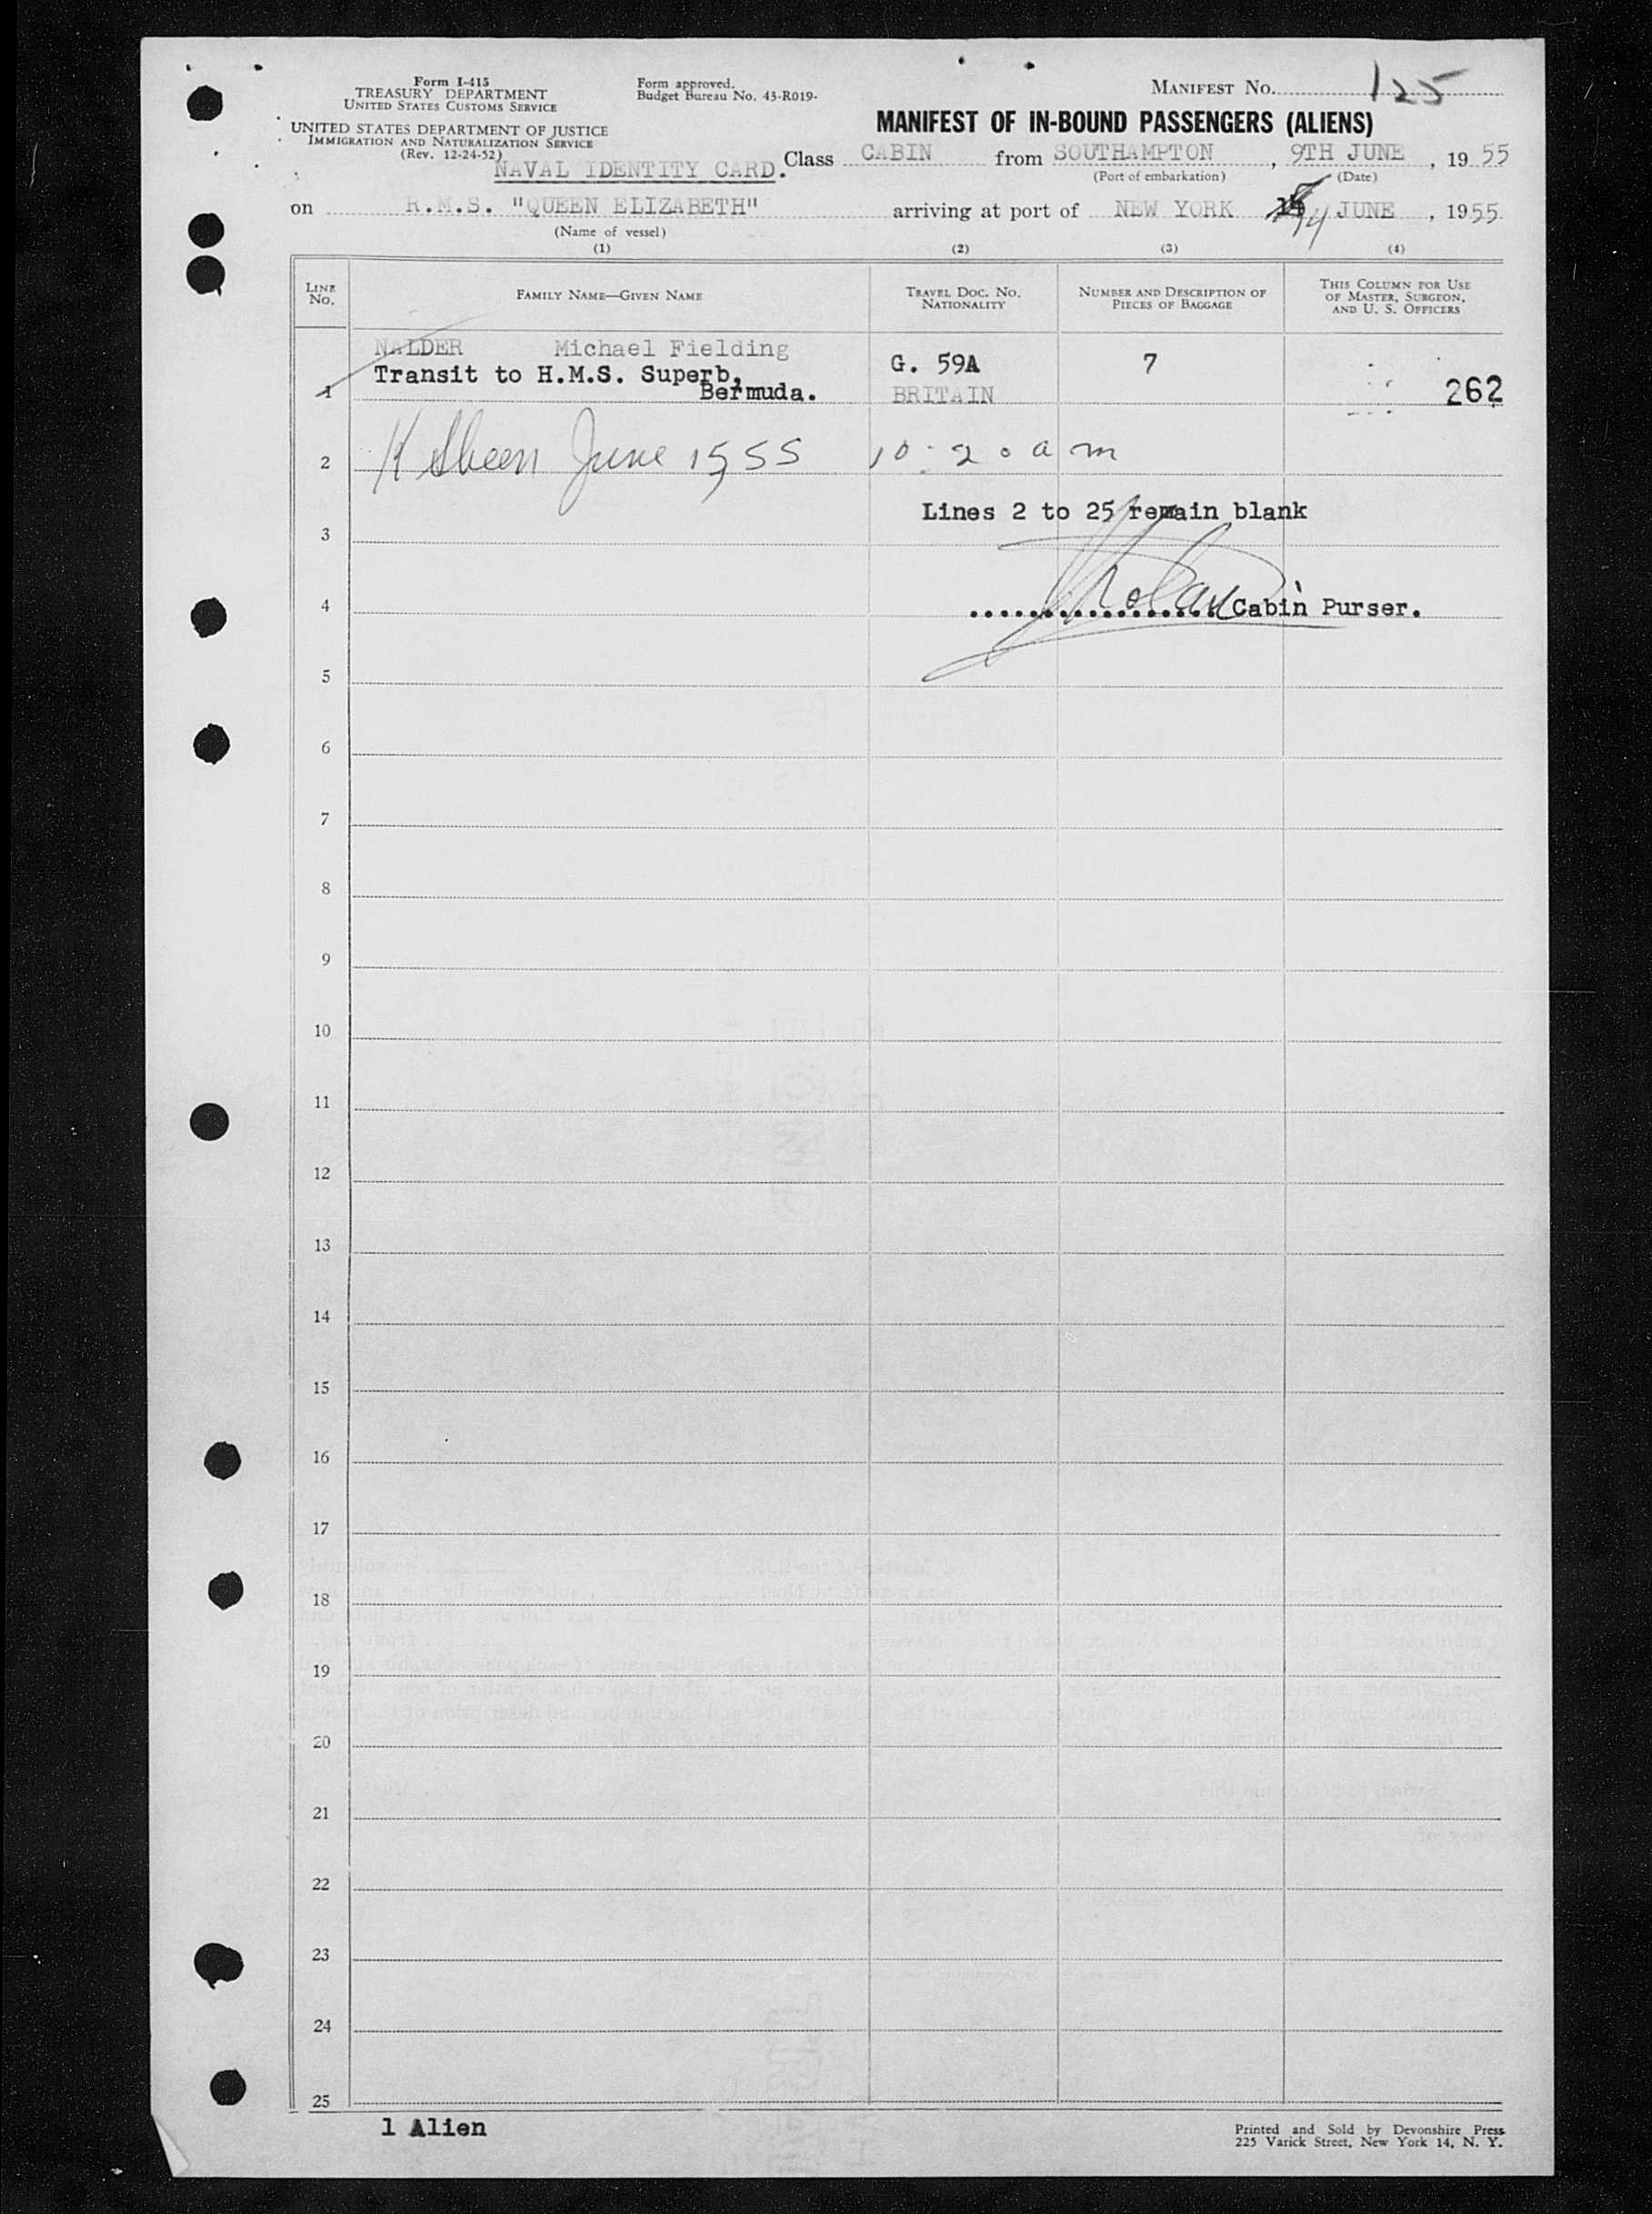 Form I-415
TREASURY DEPARTMENT
UNITED STATES CUSTOMS SERVICE
UNITED STATES DEPARTMENT OF JUSTICE
IMMIGRATION AND NATURALIZATION SERVICE
(Rev. 12-24-52)
Form approved.
Budget Bureau No. 43-R019-
MANIFEST NO. 125
MANIFEST OF IN-BOUND PASSENGERS (ALIENS)
NAVAL IDENTITY CARD. Class CABIN from SOUTHAMPTON, 9TH JUNE, 1955
(Port of embarkation) (Date)
on R.M.S. "QUEEN ELIZABETH" arriving at port of NEW YORK 14 JUNE, 1955
(Name of vessel)
(1) (2) (3) (4)
LINE NO.
FAMILY NAME—GIVEN NAME
TRAVEL DOC. NO. NATIONALITY
NUMBER AND DESCRIPTION OF PIECES OF BAGGAGE
THIS COLUMN FOR USE OF MASTER, SURGEON, AND U. S. OFFICERS
NALDER Michael Fielding G. 59A 7
Transit to H.M.S. Superb,
1 Bermuda. BRITAIN 262
2 June 1955 10-20 am
Lines 2 to 25 remain blank
3
4 Cabin Purser.
5
6
7
8
9
10
11
12
13
14
15
16
17
18
19
20
21
22
23
24
25
1 Alien
Printed and Sold by Devonshire Press
225 Varick Street, New York 14, N. Y.